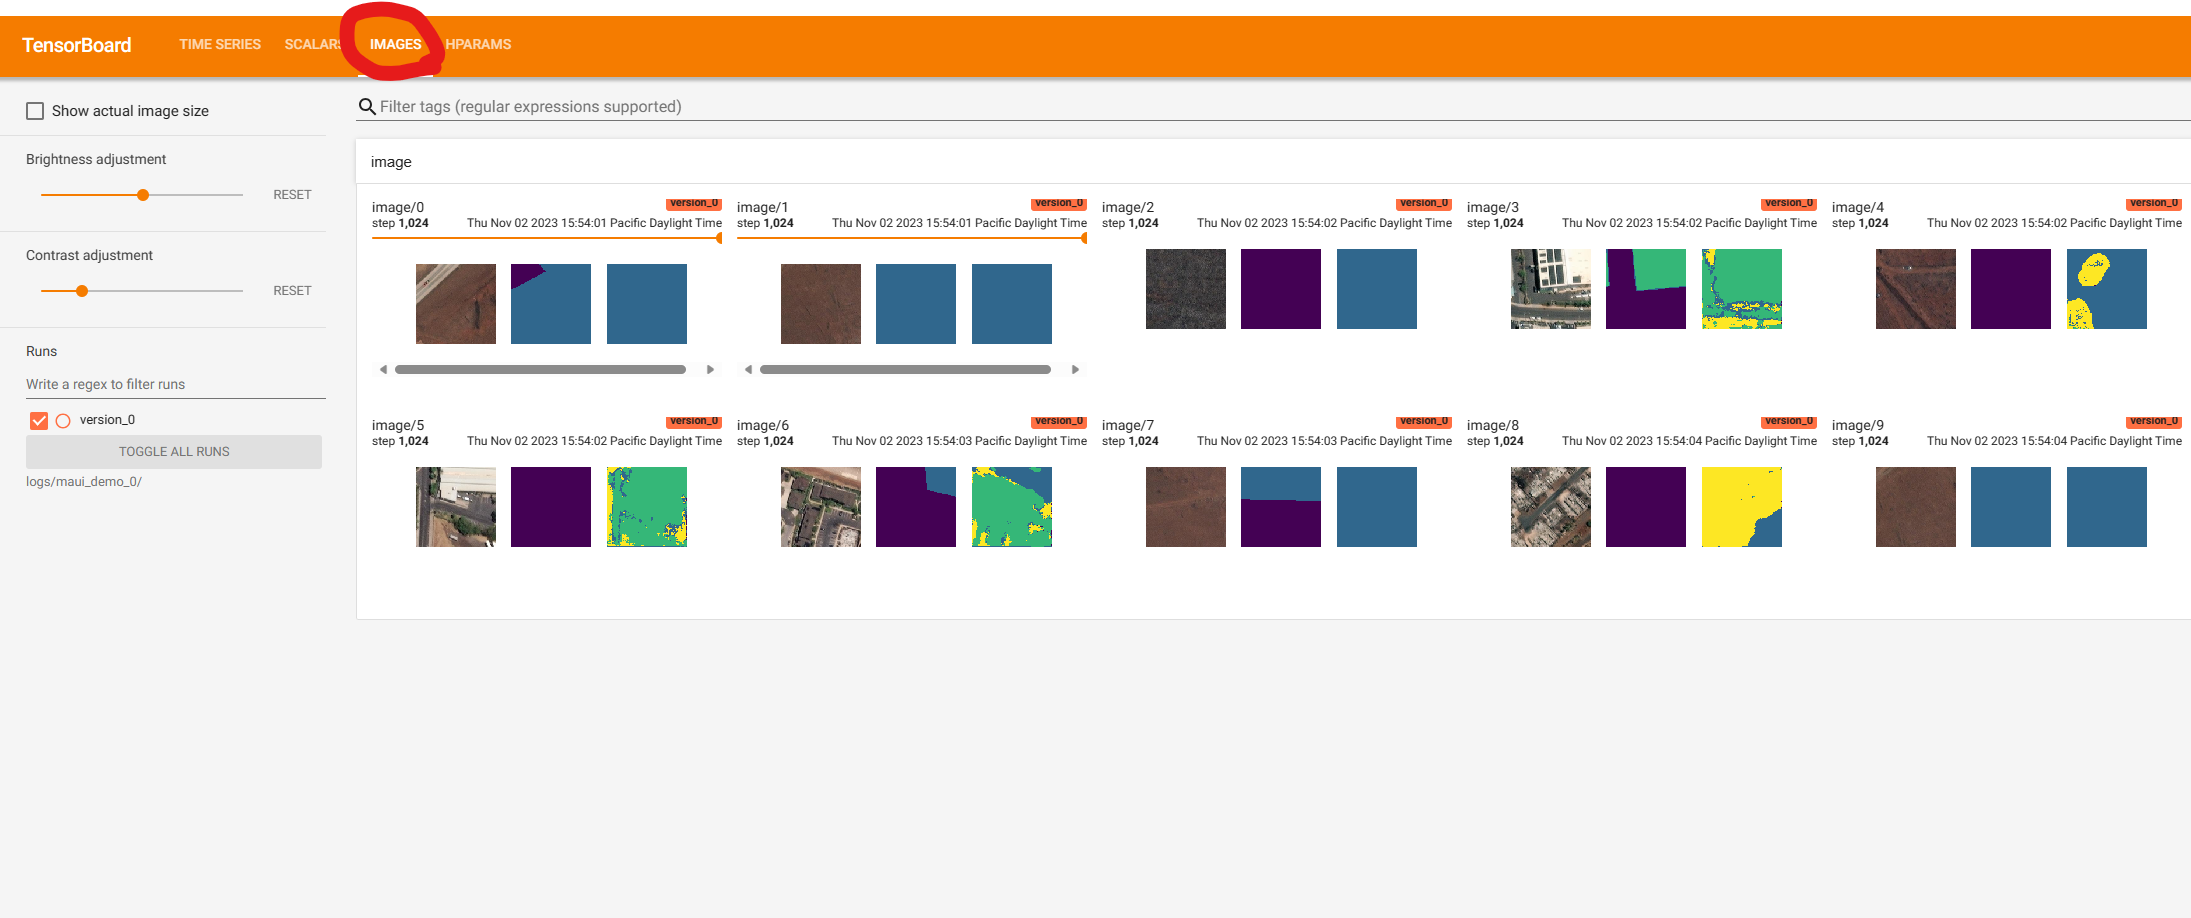 TensorBoard TIME SERIES SCALARS IMAGES HPARAMS
Show actual image size
Brightness adjustment
RESET
Contrast adjustment
RESET
Runs
Write a regex to filter runs
version_0
TOGGLE ALL RUNS
logs/maui_demo_0/
Filter tags (regular expressions supported)
image
image/0 version_0
step 1,024 Thu Nov 02 2023 15:54:01 Pacific Daylight Time
image/1 version_0
step 1,024 Thu Nov 02 2023 15:54:01 Pacific Daylight Time
image/2 version_0
step 1,024 Thu Nov 02 2023 15:54:02 Pacific Daylight Time
image/3 version_0
step 1,024 Thu Nov 02 2023 15:54:02 Pacific Daylight Time
image/4 version_0
step 1,024 Thu Nov 02 2023 15:54:02 Pacific Daylight Time
image/5 version_0
step 1,024 Thu Nov 02 2023 15:54:02 Pacific Daylight Time
image/6 version_0
step 1,024 Thu Nov 02 2023 15:54:03 Pacific Daylight Time
image/7 version_0
step 1,024 Thu Nov 02 2023 15:54:03 Pacific Daylight Time
image/8 version_0
step 1,024 Thu Nov 02 2023 15:54:04 Pacific Daylight Time
image/9 version_0
step 1,024 Thu Nov 02 2023 15:54:04 Pacific Daylight Time